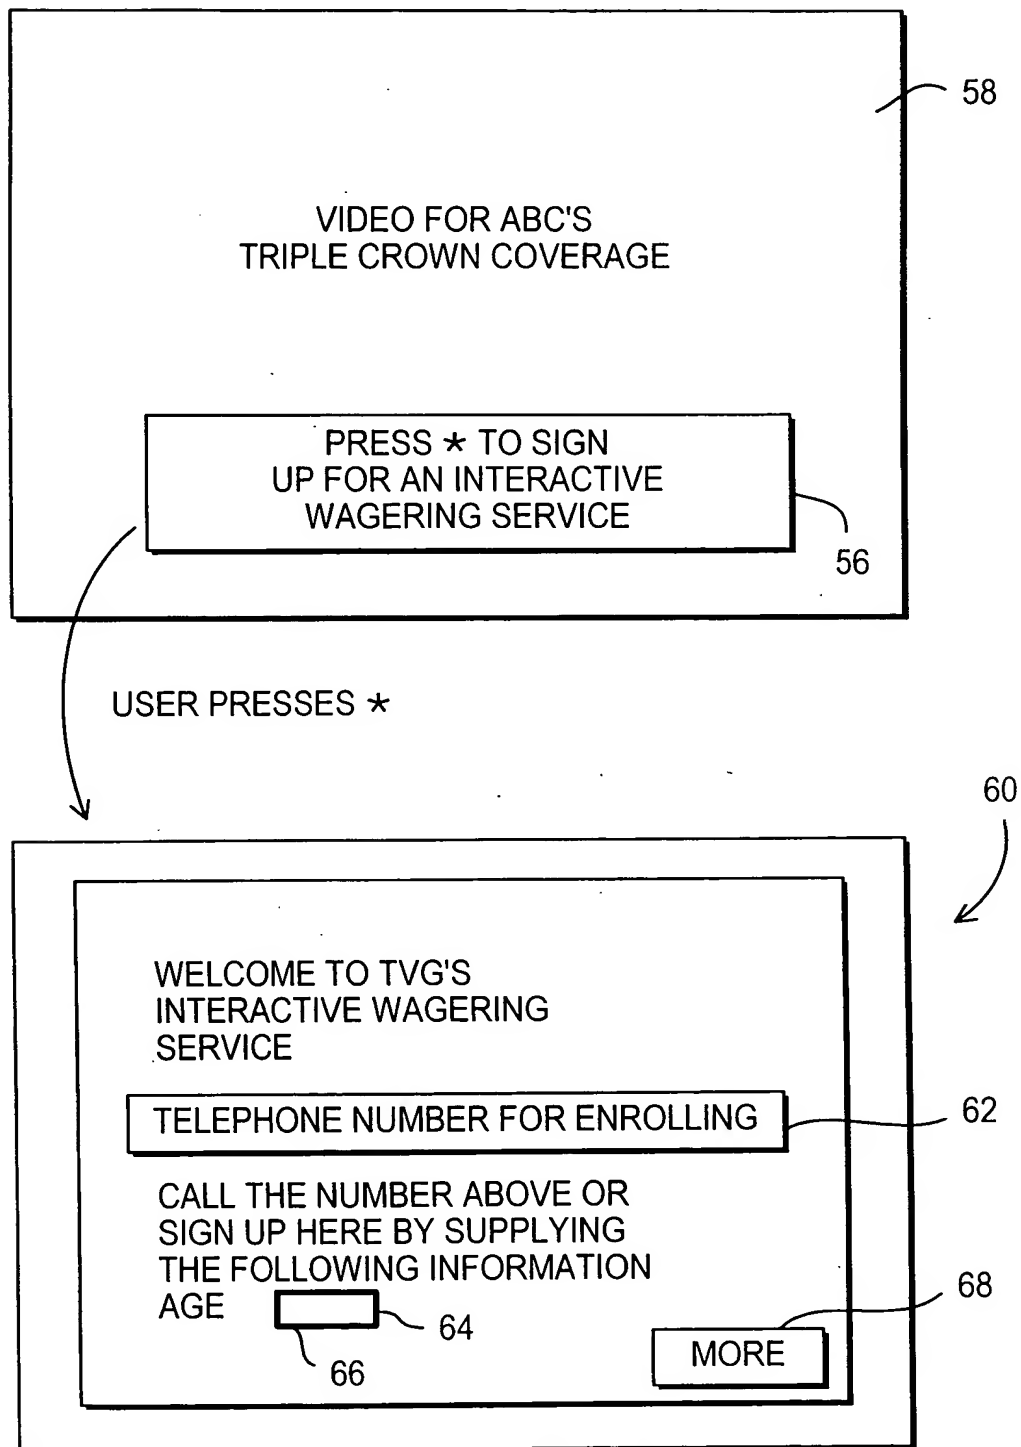 58
VIDEO FOR ABC'S
TRIPLE CROWN COVERAGE
PRESS * TO SIGN
UP FOR AN INTERACTIVE
WAGERING SERVICE
56
USER PRESSES *
60
WELCOME TO TVG'S
INTERACTIVE WAGERING
SERVICE
TELEPHONE NUMBER FOR ENROLLING
62
CALL THE NUMBER ABOVE OR
SIGN UP HERE BY SUPPLYING
THE FOLLOWING INFORMATION
AGE
64
66
68
MORE